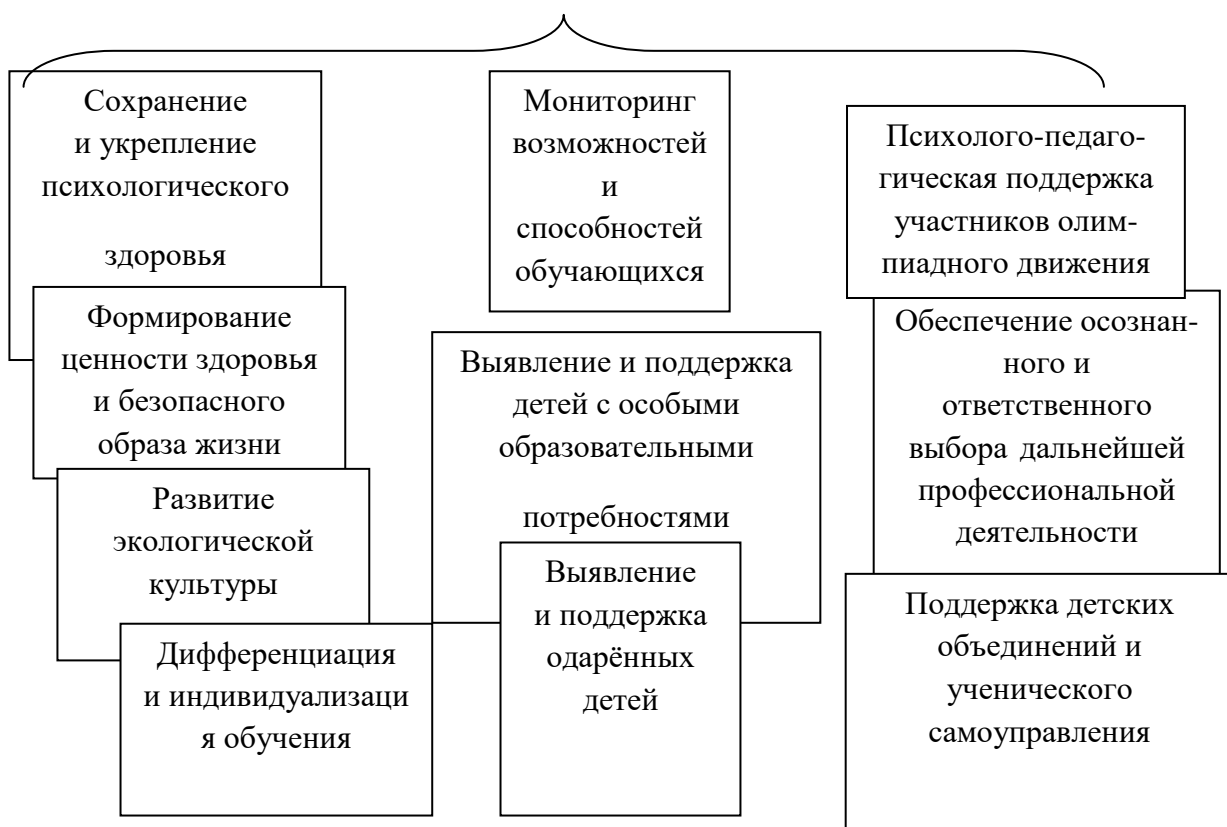 Сохранение
и укрепление
психологического
здоровья
Формирование
ценности здоровья
и безопасного
образа жизни
Развитие
экологической
культуры
Дифференциация
и индивидуализаци
я обучения
Мониторинг
возможностей
и
способностей
обучающихся
Выявление и поддержка
детей с особыми
образовательными
потребностями
Выявление
и поддержка
одарённых
детей
Психолого-педаго-
гическая поддержка
участников олим-
пиадного движения
Обеспечение осознан-
ного и
ответственного
выбора дальнейшей
профессиональной
деятельности
Поддержка детских
объединений и
ученического
самоуправления